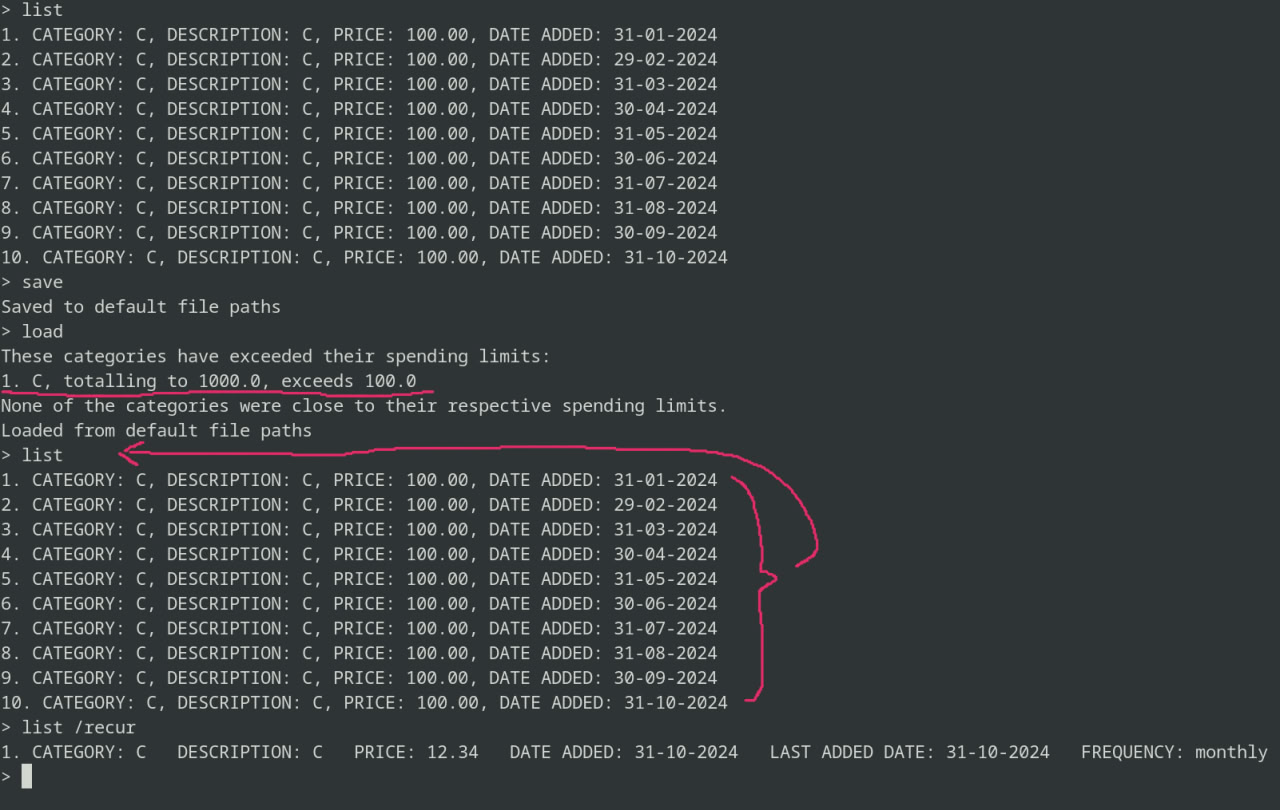 > list
1. CATEGORY: C, DESCRIPTION: C, PRICE: 100.00, DATE ADDED: 31-01-2024
2. CATEGORY: C, DESCRIPTION: C, PRICE: 100.00, DATE ADDED: 29-02-2024
3. CATEGORY: C, DESCRIPTION: C, PRICE: 100.00, DATE ADDED: 31-03-2024
4. CATEGORY: C, DESCRIPTION: C, PRICE: 100.00, DATE ADDED: 30-04-2024
5. CATEGORY: C, DESCRIPTION: C, PRICE: 100.00, DATE ADDED: 31-05-2024
6. CATEGORY: C, DESCRIPTION: C, PRICE: 100.00, DATE ADDED: 30-06-2024
7. CATEGORY: C, DESCRIPTION: C, PRICE: 100.00, DATE ADDED: 31-07-2024
8. CATEGORY: C, DESCRIPTION: C, PRICE: 100.00, DATE ADDED: 31-08-2024
9. CATEGORY: C, DESCRIPTION: C, PRICE: 100.00, DATE ADDED: 30-09-2024
10. CATEGORY: C, DESCRIPTION: C, PRICE: 100.00, DATE ADDED: 31-10-2024
> save
Saved to default file paths
> load
These categories have exceeded their spending limits:
1. C, totalling to 1000.0, exceeds 100.0
None of the categories were close to their respective spending limits.
Loaded from default file paths
> list
1. CATEGORY: C, DESCRIPTION: C, PRICE: 100.00, DATE ADDED: 31-01-2024
2. CATEGORY: C, DESCRIPTION: C, PRICE: 100.00, DATE ADDED: 29-02-2024
3. CATEGORY: C, DESCRIPTION: C, PRICE: 100.00, DATE ADDED: 31-03-2024
4. CATEGORY: C, DESCRIPTION: C, PRICE: 100.00, DATE ADDED: 30-04-2024
5. CATEGORY: C, DESCRIPTION: C, PRICE: 100.00, DATE ADDED: 31-05-2024
6. CATEGORY: C, DESCRIPTION: C, PRICE: 100.00, DATE ADDED: 30-06-2024
7. CATEGORY: C, DESCRIPTION: C, PRICE: 100.00, DATE ADDED: 31-07-2024
8. CATEGORY: C, DESCRIPTION: C, PRICE: 100.00, DATE ADDED: 31-08-2024
9. CATEGORY: C, DESCRIPTION: C, PRICE: 100.00, DATE ADDED: 30-09-2024
10. CATEGORY: C, DESCRIPTION: C, PRICE: 100.00, DATE ADDED: 31-10-2024
> list /recur
1. CATEGORY: C   DESCRIPTION: C   PRICE: 12.34   DATE ADDED: 31-10-2024   LAST ADDED DATE: 31-10-2024   FREQUENCY: monthly
>